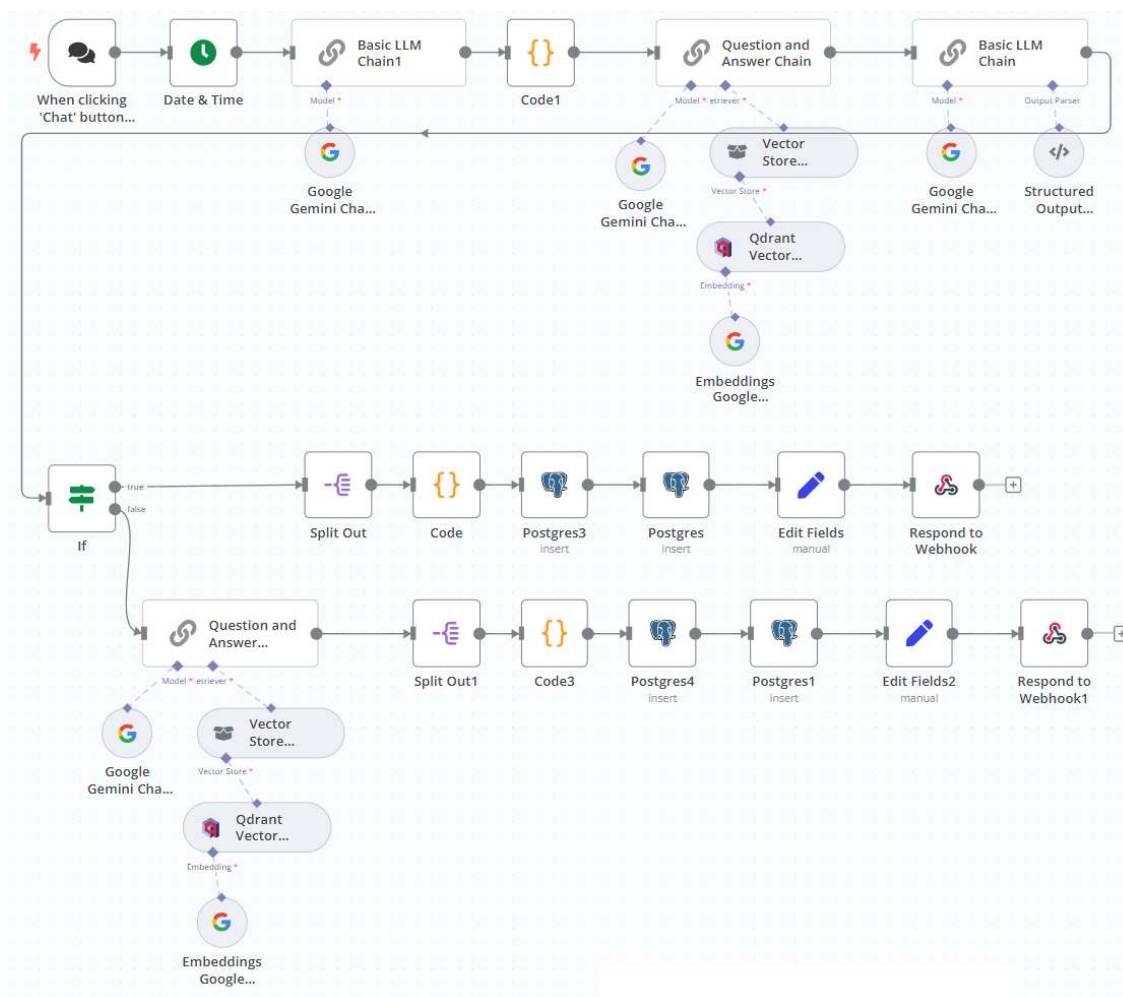 Basic LLM
Chain1
Question and
Answer Chain
Basic LLM
Chain
When clicking
'Chat' button...
Date & Time
Model *
Code1
Model *
etriever *
Model *
Output Parser
Google
Gemini Cha...
Vector
Store...
Vector Store *
Google
Gemini Cha...
Google
Gemini Cha...
Structured
Output...
Qdrant
Vector...
Embedding *
Embeddings
Google...
true
false
If
Split Out
Code
Postgres3
insert
Postgres
insert
Edit Fields
manual
Respond to
Webhook
Question and
Answer...
Model *
etriever *
Split Out1
Code3
Postgres4
insert
Postgres1
insert
Edit Fields2
manual
Respond to
Webhook1
Google
Gemini Cha...
Vector
Store...
Vector Store *
Qdrant
Vector...
Embedding *
Embeddings
Google...